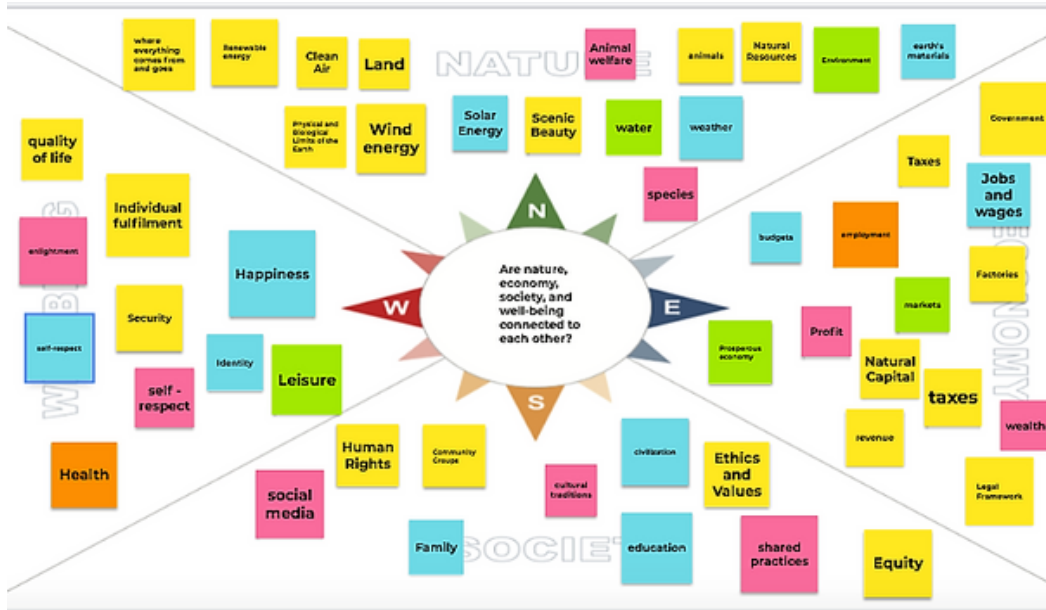 where
everything
comes from
and goes
Renewable
energy
Clean
Air
Land
NATURE
Animal
welfare
animals
Natural
Resources
Environment
earth's
materials
Physical and
Biological
Limits of the
Earth
Wind
energy
Solar
Energy
Scenic
Beauty
water
weather
species
quality
of life
Individual
fulfilment
enlightment
Happiness
Security
self-respect
Identity
self -
respect
Leisure
Health
N
W
E
S
Are nature,
economy,
society, and
well-being
connected to
each other?
Government
Taxes
Jobs
and
wages
budgets
employment
Factories
markets
Profit
Prosperous
economy
Natural
Capital
taxes
wealth
revenue
Legal
Framework
ECONOMY
Human
Rights
Community
Groups
social
media
Family
cultural
traditions
civilization
Ethics
and
Values
education
shared
practices
Equity
SOCIET